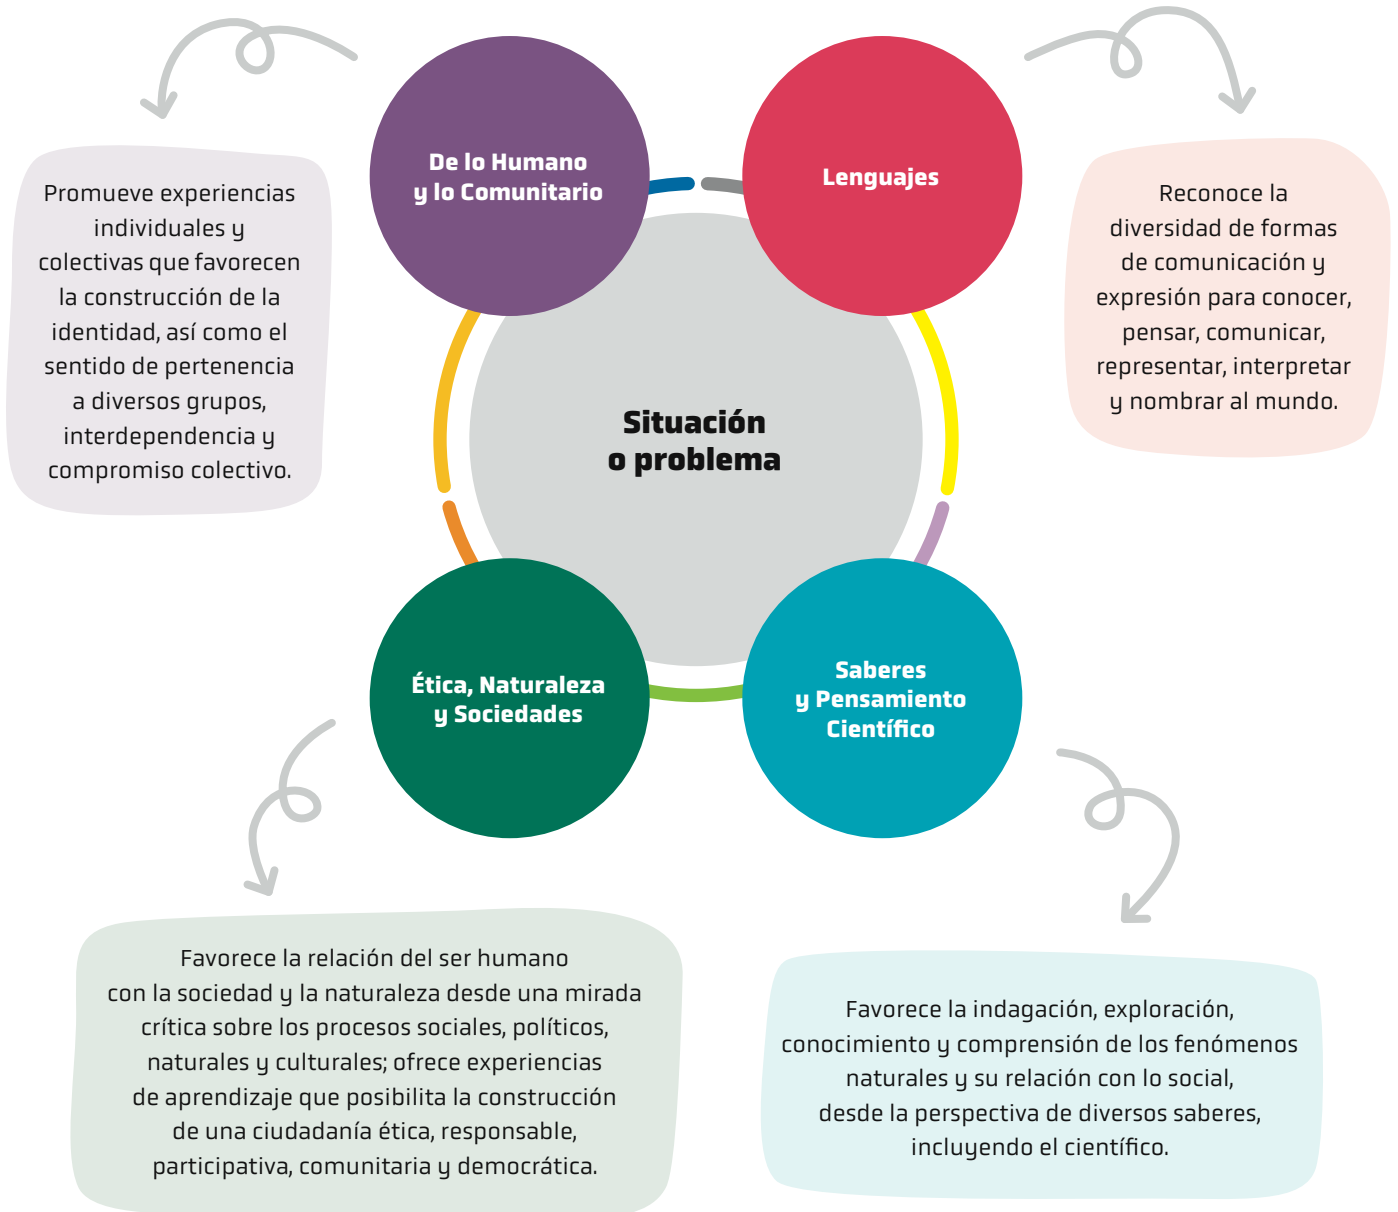 De lo Humano
y lo Comunitario
Lenguajes
Promueve experiencias
individuales y
colectivas que favorecen
la construcción de la
identidad, así como el
sentido de pertenencia
a diversos grupos,
interdependencia y
compromiso colectivo.
Reconoce la
diversidad de formas
de comunicación y
expresión para conocer,
pensar, comunicar,
representar, interpretar
y nombrar al mundo.
Situación
o problema
Ética, Naturaleza
y Sociedades
Saberes
y Pensamiento
Científico
Favorece la relación del ser humano
con la sociedad y la naturaleza desde una mirada
crítica sobre los procesos sociales, políticos,
naturales y culturales; ofrece experiencias
de aprendizaje que posibilita la construcción
de una ciudadanía ética, responsable,
participativa, comunitaria y democrática.
Favorece la indagación, exploración,
conocimiento y comprensión de los fenómenos
naturales y su relación con lo social,
desde la perspectiva de diversos saberes,
incluyendo el científico.